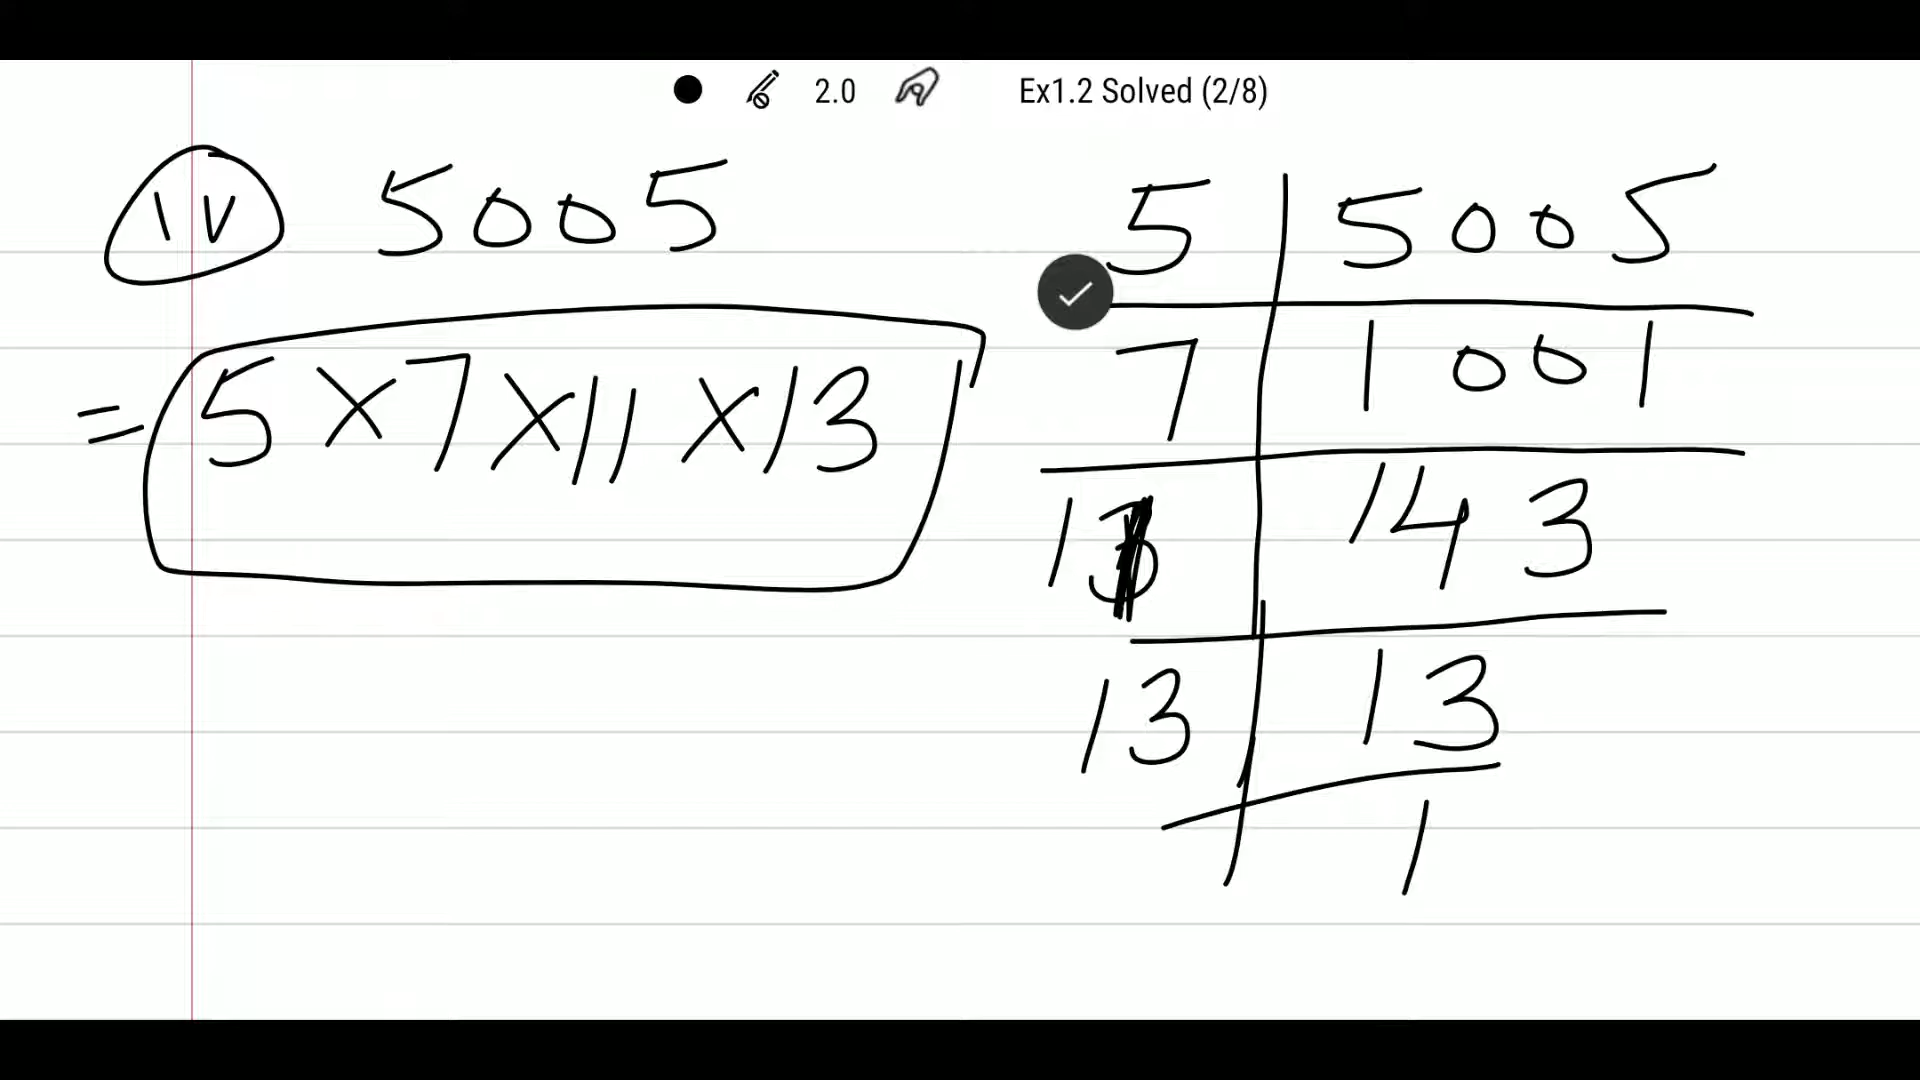 2.0 Ex1.2 Solved (2/8)
iv 5005
= 5 × 7 × 11 × 13
5 | 5005
7 | 1001
11 | 143
13 | 13
1